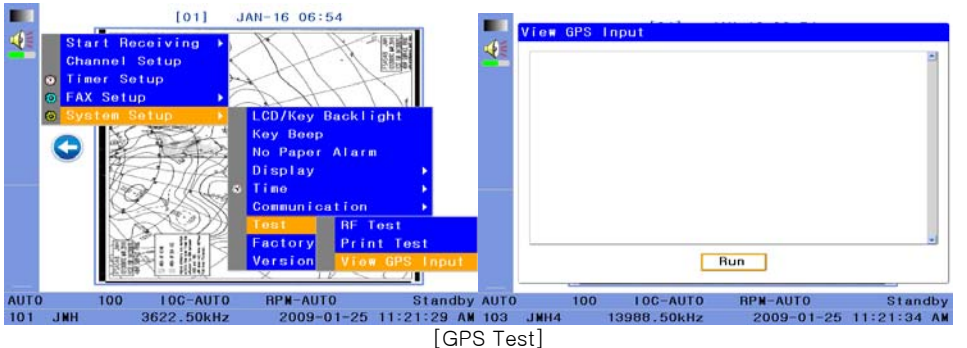 [01] JAN-16 06:54
Start Receiving
Channel Setup
Timer Setup
FAX Setup
System Setup
LCD/Key Backlight
Key Beep
No Paper Alarm
Display
Time
Communication
Test
Factory
Version
RF Test
Print Test
View GPS Input
AUTO 100 IOC-AUTO RPM-AUTO Standby
101 JMH 3622.50kHz 2009-01-25 11:21:29 AM
View GPS Input
Run
AUTO 100 IOC-AUTO RPM-AUTO Standby
103 JMH4 13988.50kHz 2009-01-25 11:21:34 AM
[GPS Test]